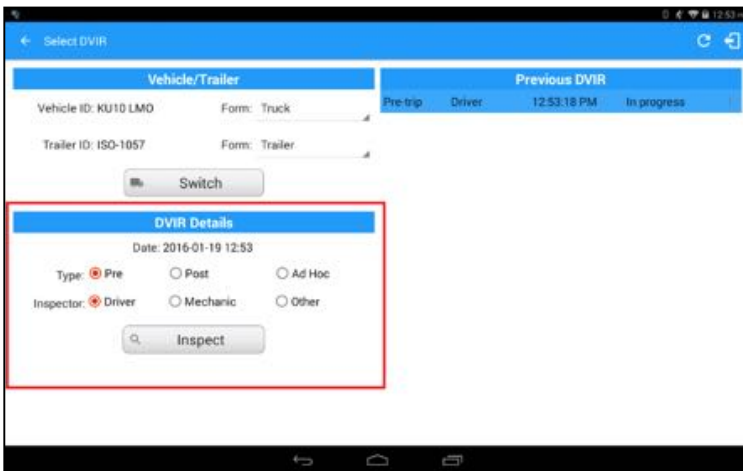 12:53
Select DVIR
Vehicle/Trailer
Vehicle ID: KU10 LMO Form: Truck
Trailer ID: ISO-1057 Form: Trailer
Switch
DVIR Details
Date: 2016-01-19 12:53
Type: Pre Post Ad Hoc
Inspector: Driver Mechanic Other
Inspect
Previous DVIR
Pre-trip Driver 12:53:18 PM In progress